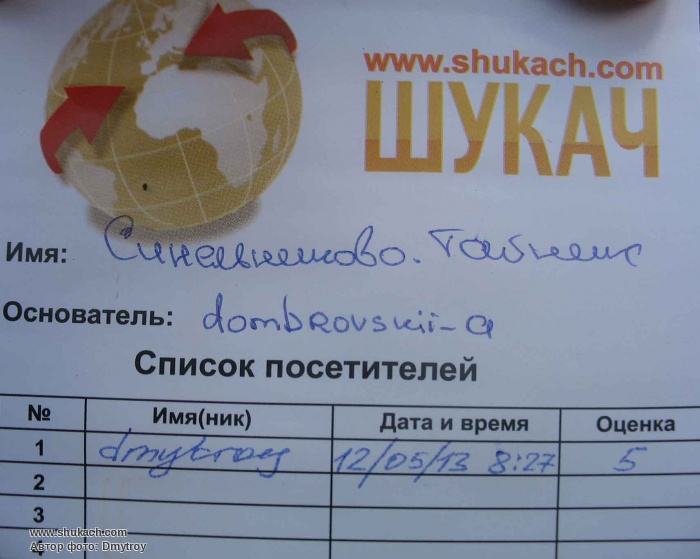 www.shukach.com
ШУКАЧ
Имя: Синельниково. Тайник
Основатель: dombrovskii-a
Список посетителей
№ Имя(ник) Дата и время Оценка
1 dmytroy 12/05/13 8:27 5
2
3
4
www.shukach.com
Автор фото: Dmytroy